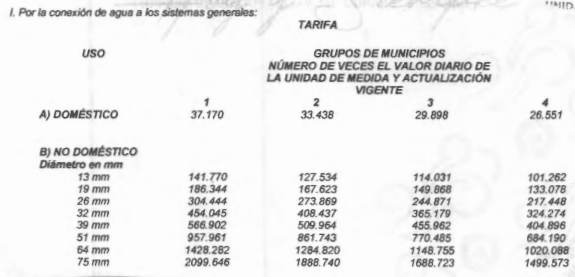 I. Por la conexión de agua a los sistemas generales:
TARIFA
USO GRUPOS DE MUNICIPIOS
NÚMERO DE VECES EL VALOR DIARIO DE
LA UNIDAD DE MEDIDA Y ACTUALIZACIÓN
VIGENTE
1 2 3 4
A) DOMÉSTICO 37.170 33.438 29.898 26.551
B) NO DOMÉSTICO
Diámetro en mm
13 mm 141.770 127.534 114.031 101.262
19 mm 186.344 167.623 149.868 133.078
26 mm 304.444 273.869 244.871 217.448
32 mm 454.045 408.437 365.179 324.274
39 mm 566.902 509.964 455.962 404.896
51 mm 957.961 861.743 770.485 684.190
64 mm 1428.282 1284.820 1148.755 1020.088
75 mm 2099.646 1888.740 1688.723 1499.573